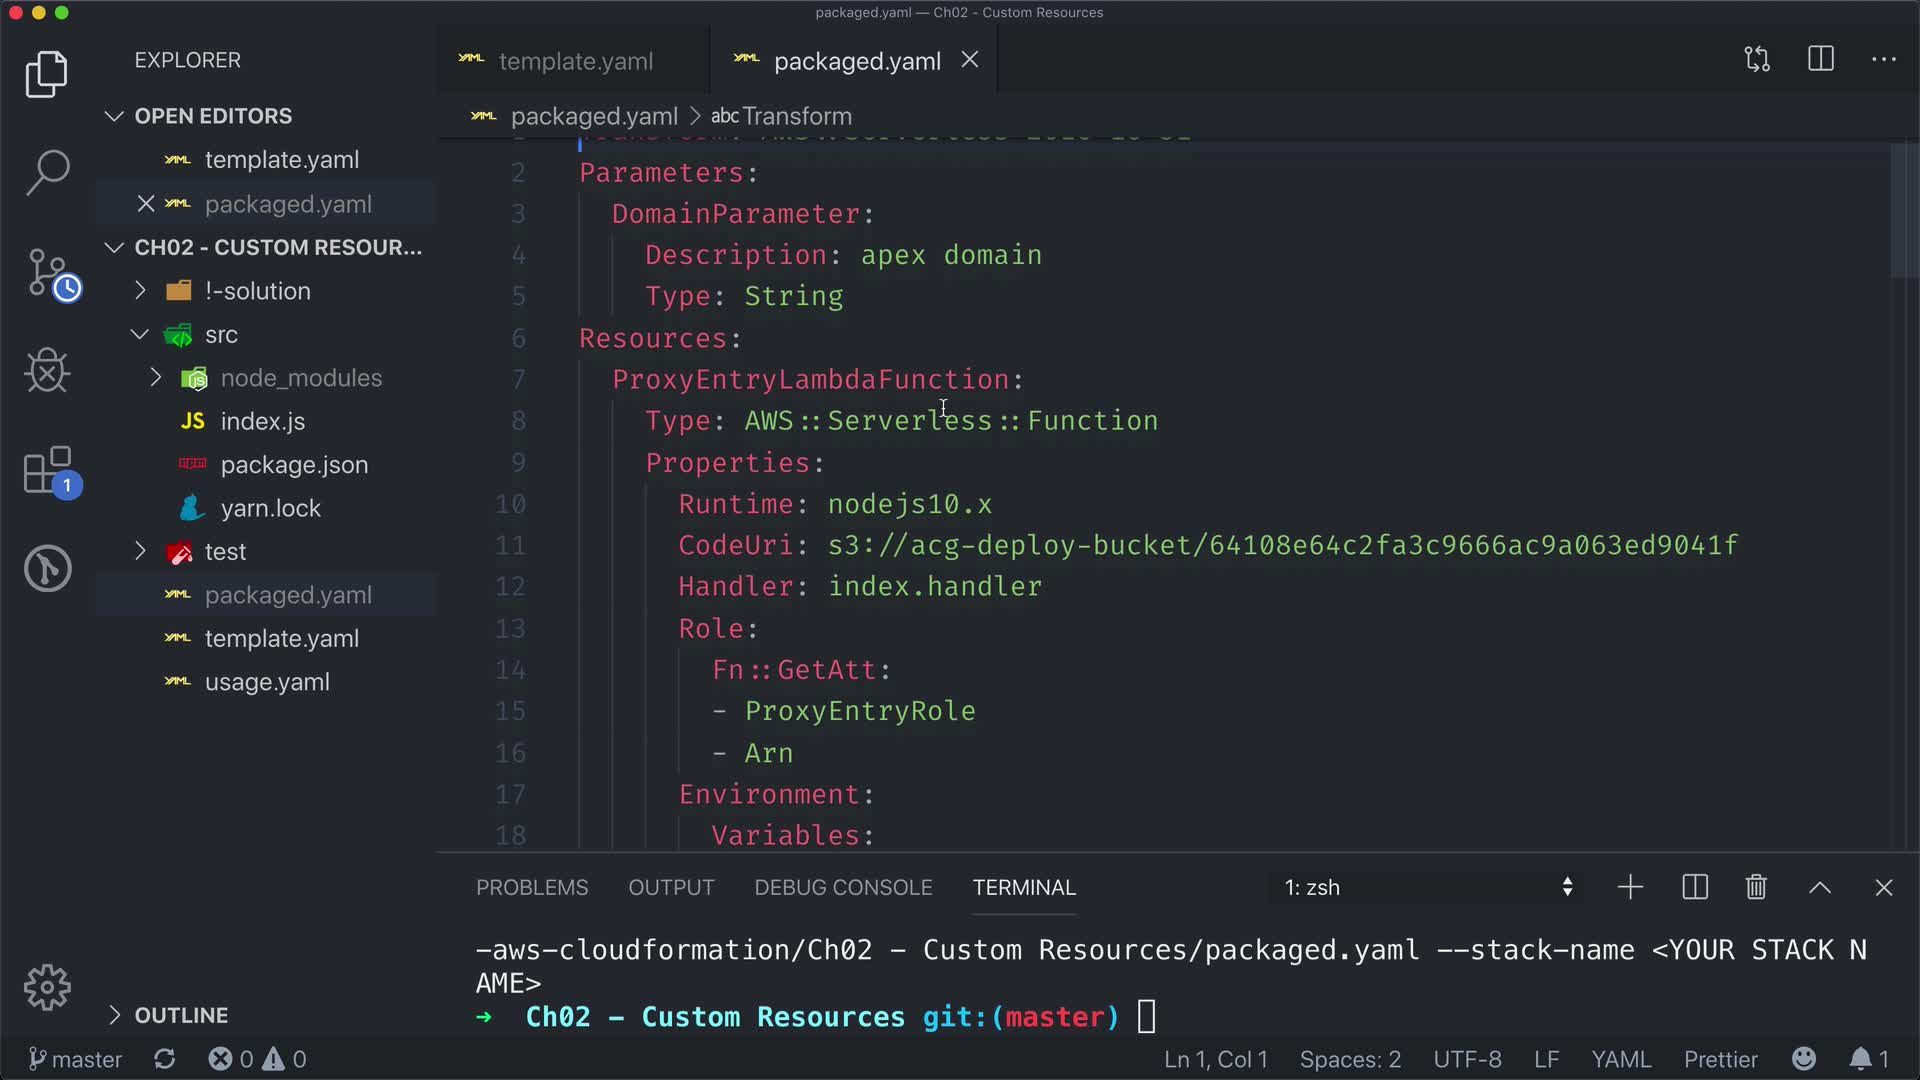 packaged.yaml — Ch02 - Custom Resources
EXPLORER
OPEN EDITORS
template.yaml
packaged.yaml
CH02 - CUSTOM RESOUR...
!-solution
src
node_modules
JS index.js
package.json
yarn.lock
test
packaged.yaml
template.yaml
usage.yaml
OUTLINE
template.yaml
packaged.yaml
packaged.yaml > abc Transform
2 Parameters:
3 DomainParameter:
4 Description: apex domain
5 Type: String
6 Resources:
7 ProxyEntryLambdaFunction:
8 Type: AWS::Serverless::Function
9 Properties:
10 Runtime: nodejs10.x
11 CodeUri: s3://acg-deploy-bucket/64108e64c2fa3c9666ac9a063ed9041f
12 Handler: index.handler
13 Role:
14 Fn::GetAtt:
15 - ProxyEntryRole
16 - Arn
17 Environment:
18 Variables:
PROBLEMS OUTPUT DEBUG CONSOLE TERMINAL 1: zsh
-aws-cloudformation/Ch02 - Custom Resources/packaged.yaml --stack-name <YOUR STACK N
AME>
→ Ch02 - Custom Resources git:(master)
master 0 0 Ln 1, Col 1 Spaces: 2 UTF-8 LF YAML Prettier 1
1